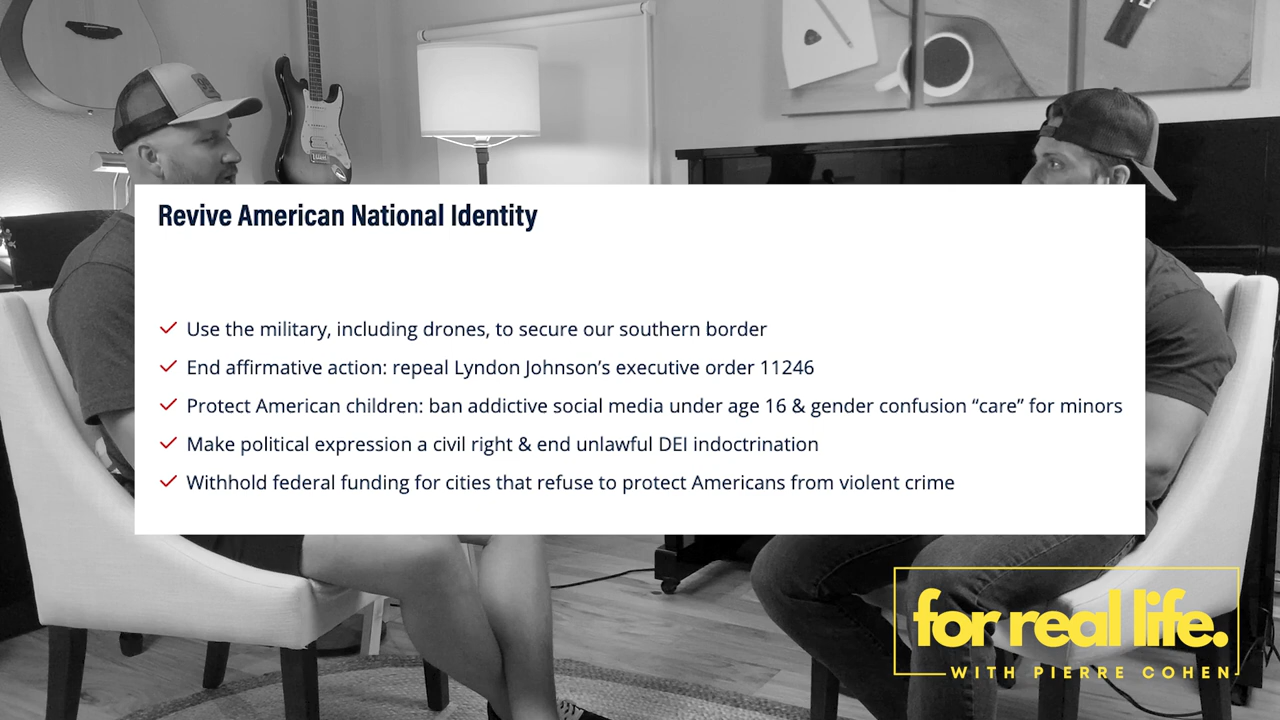 Revive American National Identity
Use the military, including drones, to secure our southern border
End affirmative action: repeal Lyndon Johnson’s executive order 11246
Protect American children: ban addictive social media under age 16 & gender confusion “care” for minors
Make political expression a civil right & end unlawful DEI indoctrination
Withhold federal funding for cities that refuse to protect Americans from violent crime
for real life.
WITH PIERRE COHEN